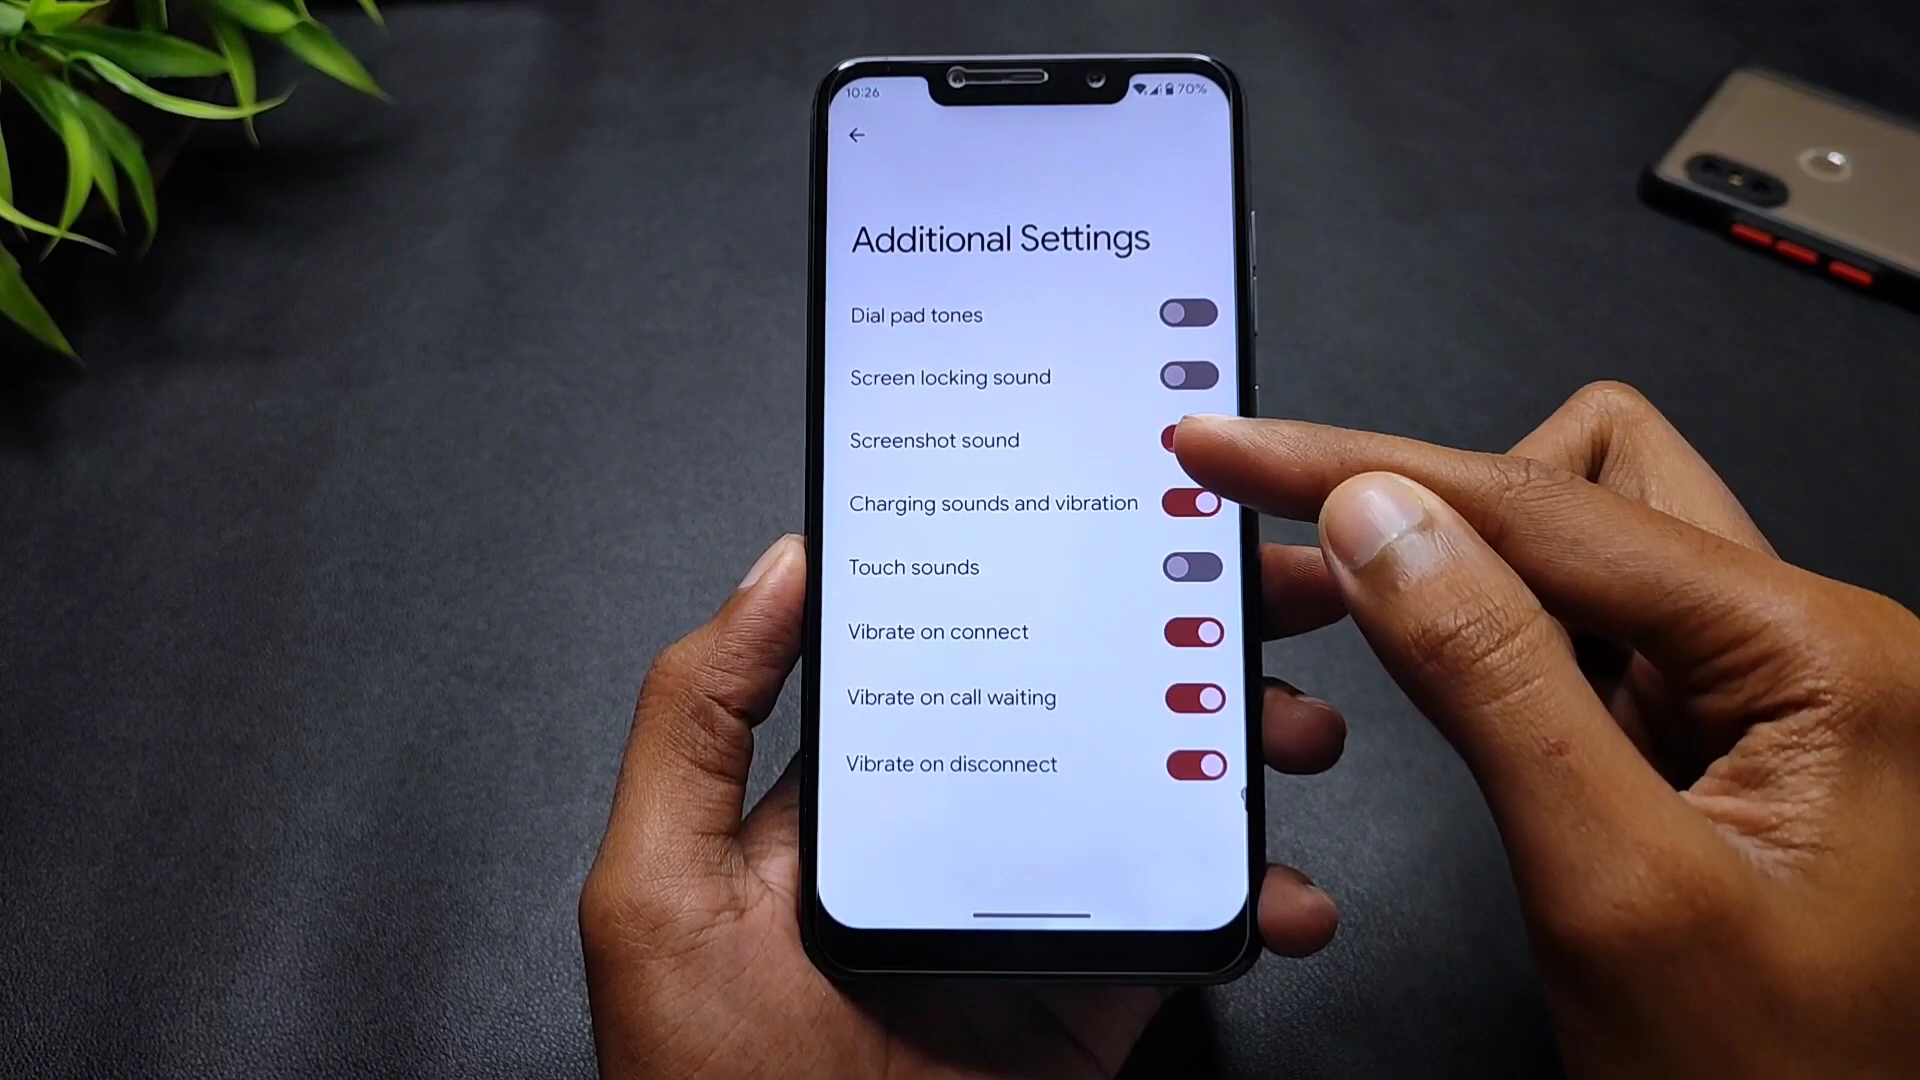 10:26
70%
Additional Settings
Dial pad tones
Screen locking sound
Screenshot sound
Charging sounds and vibration
Touch sounds
Vibrate on connect
Vibrate on call waiting
Vibrate on disconnect